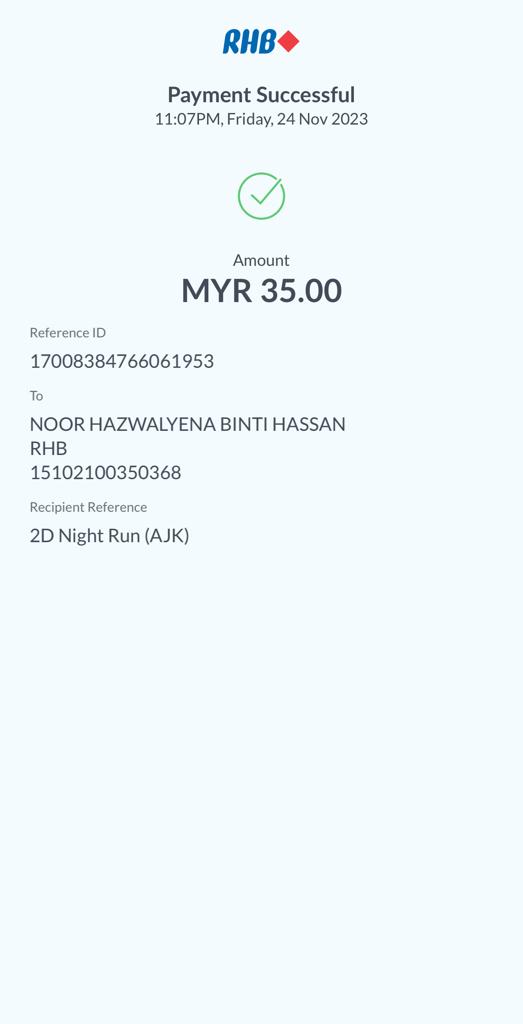 RHB
Payment Successful
11:07PM, Friday, 24 Nov 2023
Amount
MYR 35.00
Reference ID
17008384766061953
To
NOOR HAZWALYENA BINTI HASSAN
RHB
15102100350368
Recipient Reference
2D Night Run (AJK)